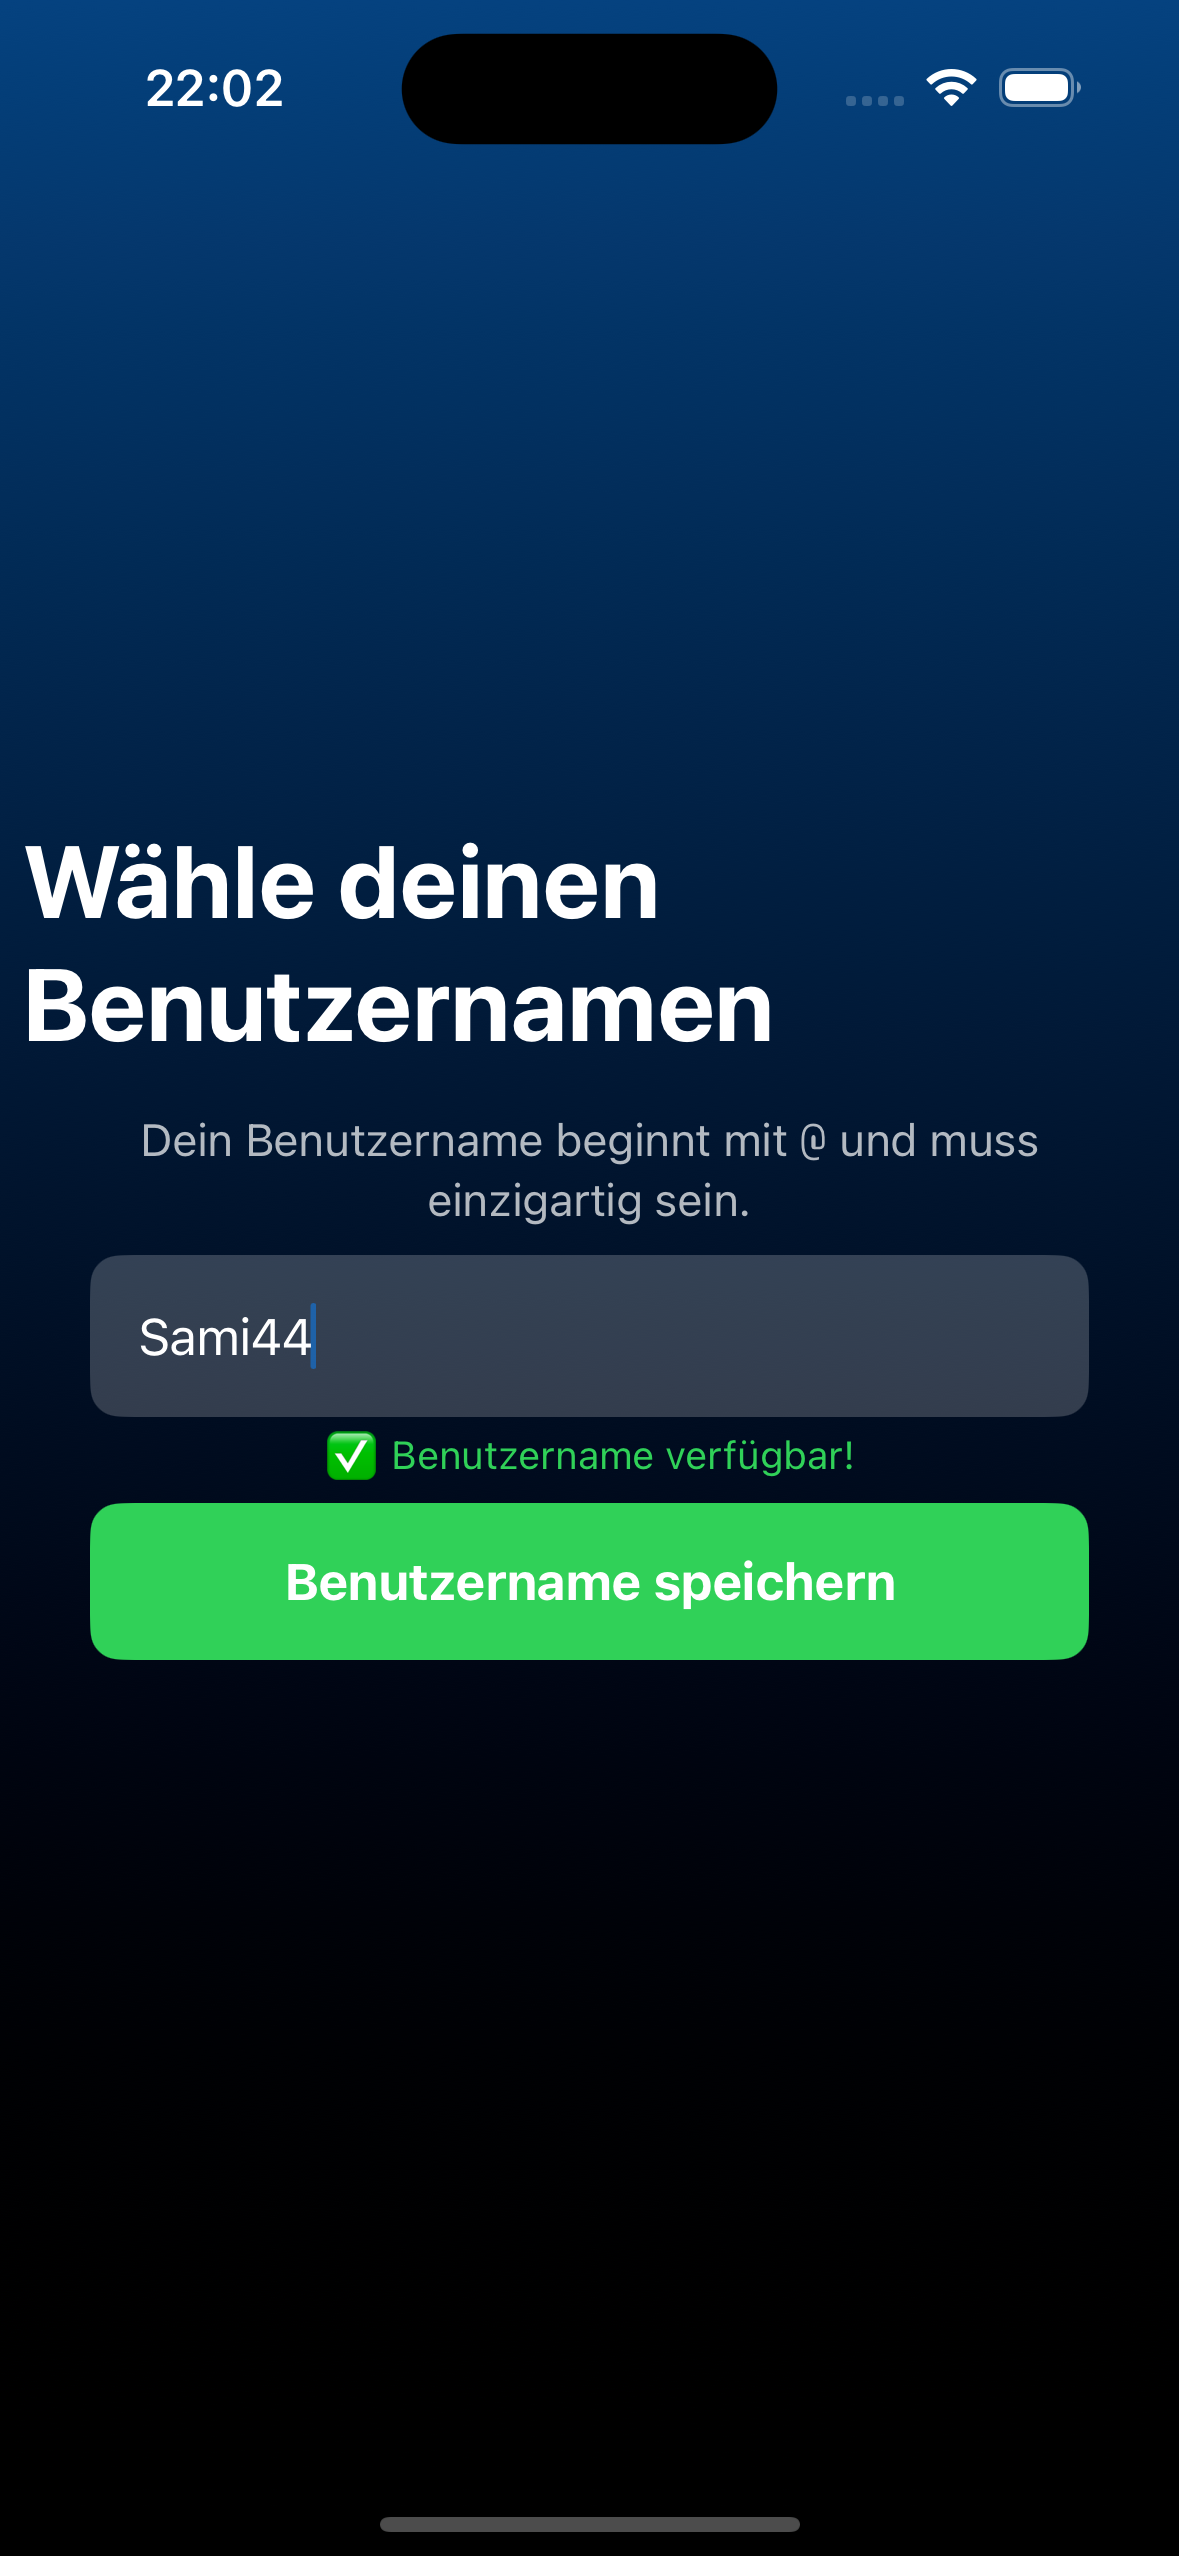 22:02
Wähle deinen
Benutzernamen
Dein Benutzername beginnt mit @ und muss
einzigartig sein.
Sami44
✅ Benutzername verfügbar!
Benutzername speichern